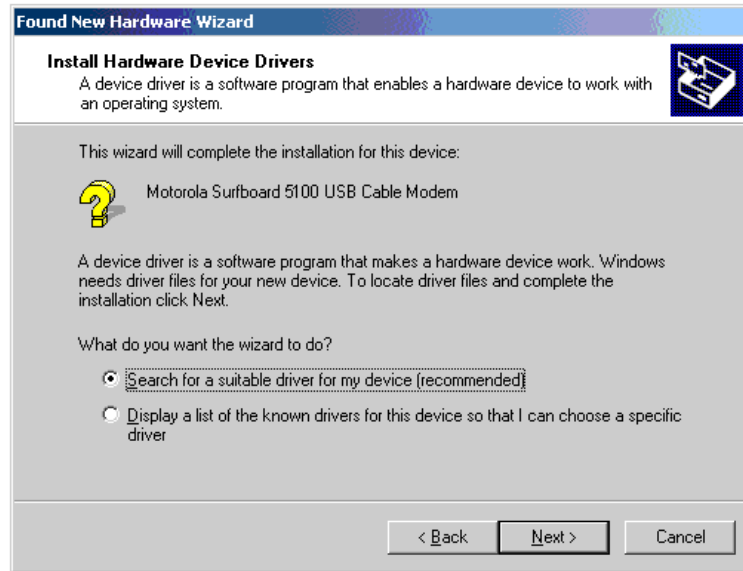 Found New Hardware Wizard
Install Hardware Device Drivers
A device driver is a software program that enables a hardware device to work with
an operating system.
This wizard will complete the installation for this device:
Motorola Surfboard 5100 USB Cable Modem
A device driver is a software program that makes a hardware device work. Windows
needs driver files for your new device. To locate driver files and complete the
installation click Next.
What do you want the wizard to do?
Search for a suitable driver for my device (recommended)
Display a list of the known drivers for this device so that I can choose a specific
driver
< Back Next > Cancel